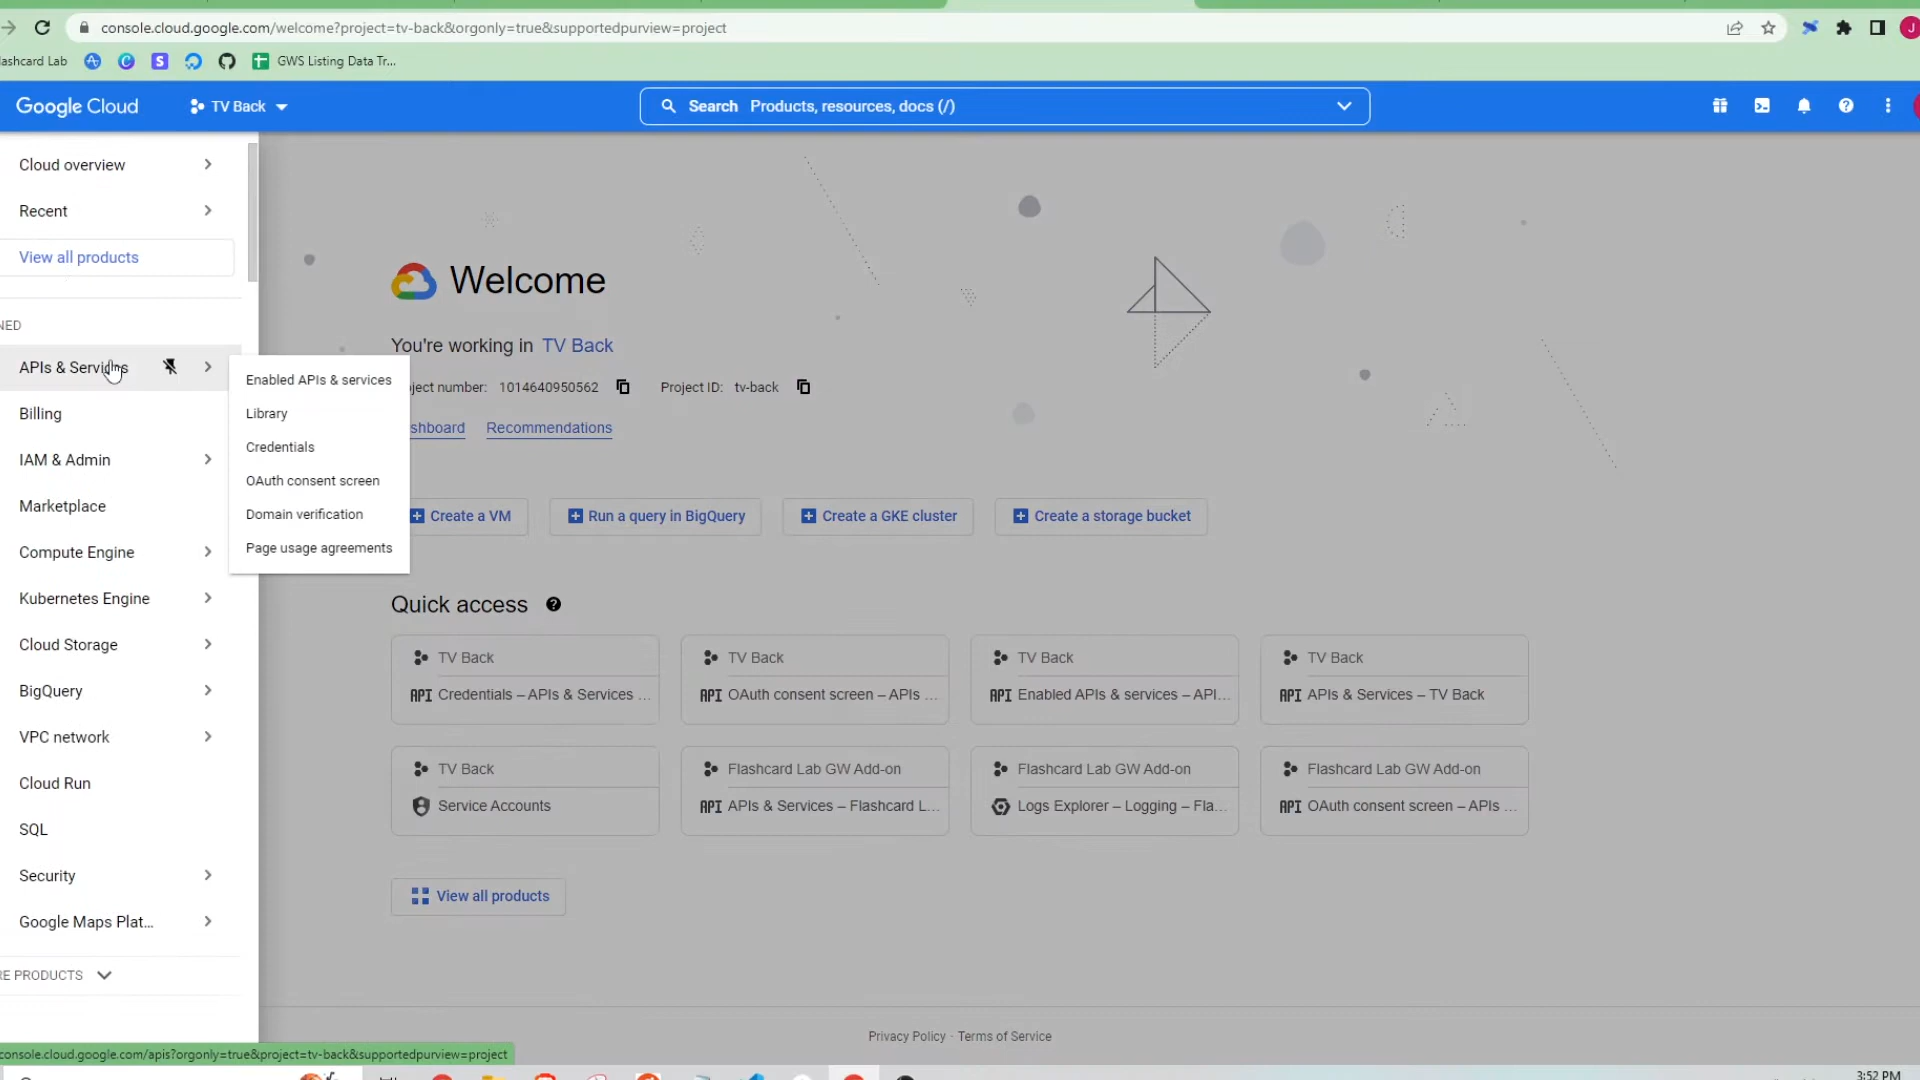 console.cloud.google.com/welcome?project=tv-back&orgonly=true&supportedpurview=project
J
lashcard Lab
GWS Listing Data Tr...
Google Cloud
TV Back
Search Products, resources, docs (/)
Cloud overview
Recent
View all products
NED
APIs & Services
Billing
IAM & Admin
Marketplace
Compute Engine
Kubernetes Engine
Cloud Storage
BigQuery
VPC network
Cloud Run
SQL
Security
Google Maps Plat...
RE PRODUCTS
Enabled APIs & services
Library
Credentials
OAuth consent screen
Domain verification
Page usage agreements
Welcome
You're working in TV Back
oject number: 1014640950562 Project ID: tv-back
shboard Recommendations
Create a VM
Run a query in BigQuery
Create a GKE cluster
Create a storage bucket
Quick access
TV Back
API Credentials – APIs & Services ...
TV Back
API OAuth consent screen – APIs ...
TV Back
API Enabled APIs & services – API...
TV Back
API APIs & Services – TV Back
TV Back
Service Accounts
Flashcard Lab GW Add-on
API APIs & Services – Flashcard L...
Flashcard Lab GW Add-on
Logs Explorer – Logging – Fla...
Flashcard Lab GW Add-on
API OAuth consent screen – APIs ...
View all products
Privacy Policy · Terms of Service
console.cloud.google.com/apis?orgonly=true&project=tv-back&supportedpurview=project
3:52 PM